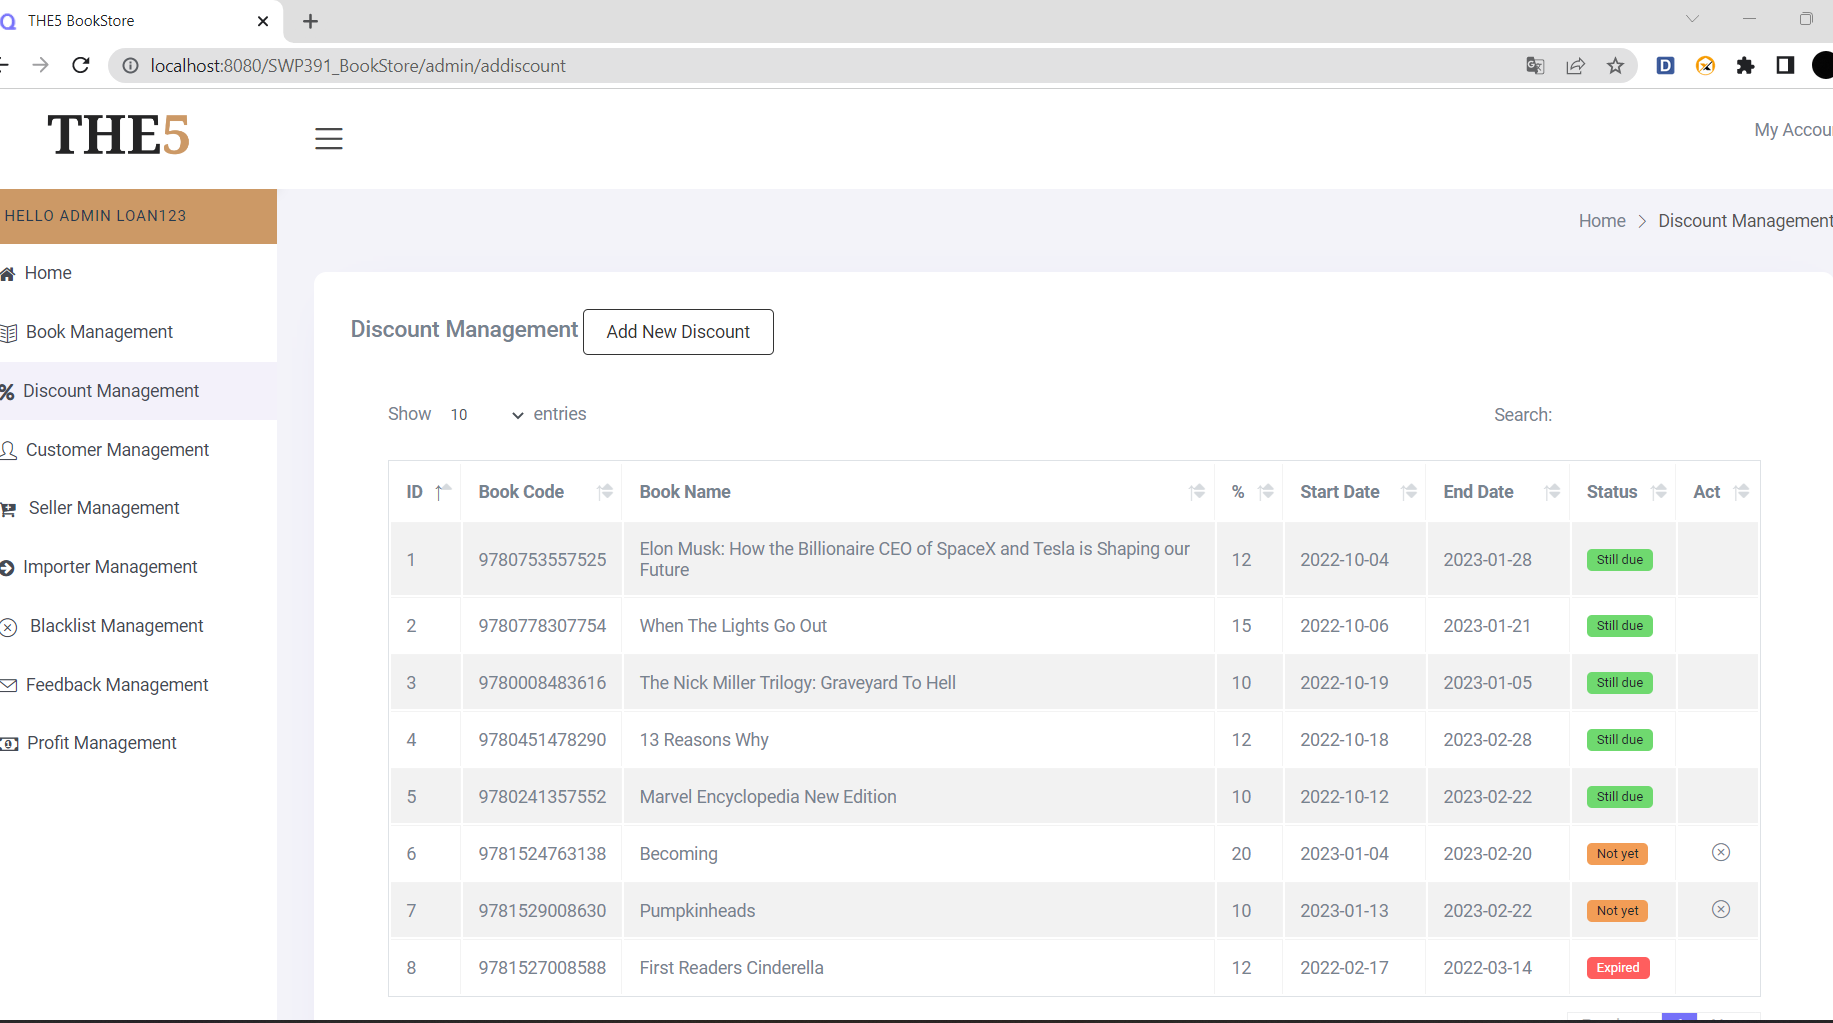 THE5 BookStore
localhost:8080/SWP391_BookStore/admin/addiscount
THE5
My Accou
HELLO ADMIN LOAN123
Home > Discount Management
Home
Book Management
Discount Management
Customer Management
Seller Management
Importer Management
Blacklist Management
Feedback Management
Profit Management
Discount Management Add New Discount
Show 10 entries Search:
ID Book Code Book Name % Start Date End Date Status Act
1 9780753557525 Elon Musk: How the Billionaire CEO of SpaceX and Tesla is Shaping our
Future 12 2022-10-04 2023-01-28 Still due
2 9780778307754 When The Lights Go Out 15 2022-10-06 2023-01-21 Still due
3 9780008483616 The Nick Miller Trilogy: Graveyard To Hell 10 2022-10-19 2023-01-05 Still due
4 9780451478290 13 Reasons Why 12 2022-10-18 2023-02-28 Still due
5 9780241357552 Marvel Encyclopedia New Edition 10 2022-10-12 2023-02-22 Still due
6 9781524763138 Becoming 20 2023-01-04 2023-02-20 Not yet
7 9781529008630 Pumpkinheads 10 2023-01-13 2023-02-22 Not yet
8 9781527008588 First Readers Cinderella 12 2022-02-17 2022-03-14 Expired